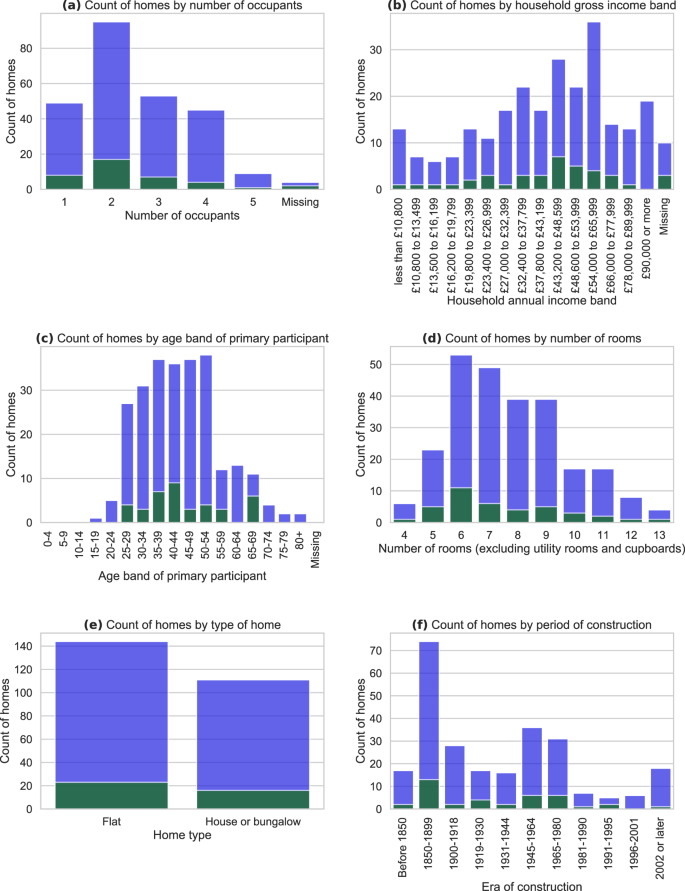 (a) Count of homes by number of occupants
Count of homes
80
60
40
20
0
1 2 3 4 5 Missing
Number of occupants
(b) Count of homes by household gross income band
Count of homes
30
20
10
0
less than £10,800
£10,800 to £13,499
£13,500 to £16,199
£16,200 to £19,799
£19,800 to £23,399
£23,400 to £26,999
£27,000 to £32,399
£32,400 to £37,799
£37,800 to £43,199
£43,200 to £48,599
£48,600 to £53,999
£54,000 to £65,999
£66,000 to £77,999
£78,000 to £89,999
£90,000 or more
Missing
Household annual income band
(c) Count of homes by age band of primary participant
Count of homes
30
20
10
0
0-4
5-9
10-14
15-19
20-24
25-29
30-34
35-39
40-44
45-49
50-54
55-59
60-64
65-69
70-74
75-79
80+
Missing
Age band of primary participant
(d) Count of homes by number of rooms
Count of homes
50
40
30
20
10
0
4 5 6 7 8 9 10 11 12 13
Number of rooms (excluding utility rooms and cupboards)
(e) Count of homes by type of home
Count of homes
140
120
100
80
60
40
20
0
Flat House or bungalow
Home type
(f) Count of homes by period of construction
Count of homes
70
60
50
40
30
20
10
0
Before 1850
1850-1899
1900-1918
1919-1930
1931-1944
1945-1964
1965-1980
1981-1990
1991-1995
1996-2001
2002 or later
Era of construction